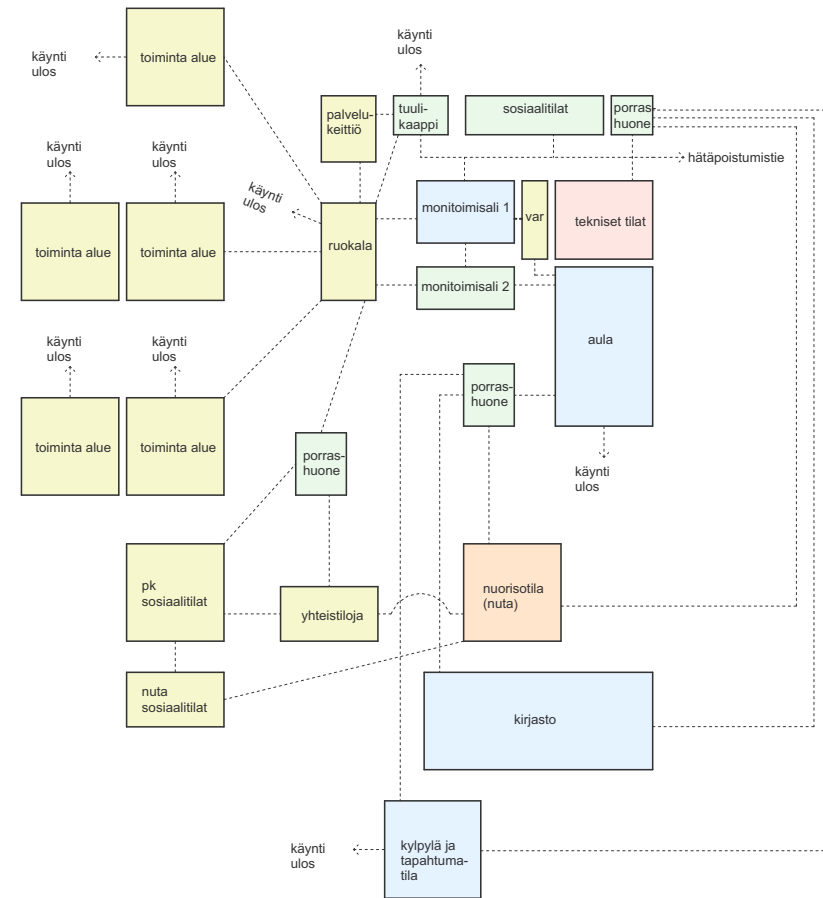 käynti
ulos
toiminta alue
käynti
ulos
palvelu-
keittiö
tuuli-
kaappi
sosiaalitilat
porras
huone
hätäpoistumistie
käynti
ulos
käynti
ulos
käynti
ulos
toiminta alue
toiminta alue
ruokala
monitoimisali 1
var
tekniset tilat
monitoimisali 2
aula
käynti
ulos
käynti
ulos
toiminta alue
toiminta alue
porras-
huone
porras-
huone
käynti
ulos
pk
sosiaalitilat
yhteistiloja
nuorisotila
(nuta)
nuta
sosiaalitilat
kirjasto
käynti
ulos
kylpylä ja
tapahtuma-
tila